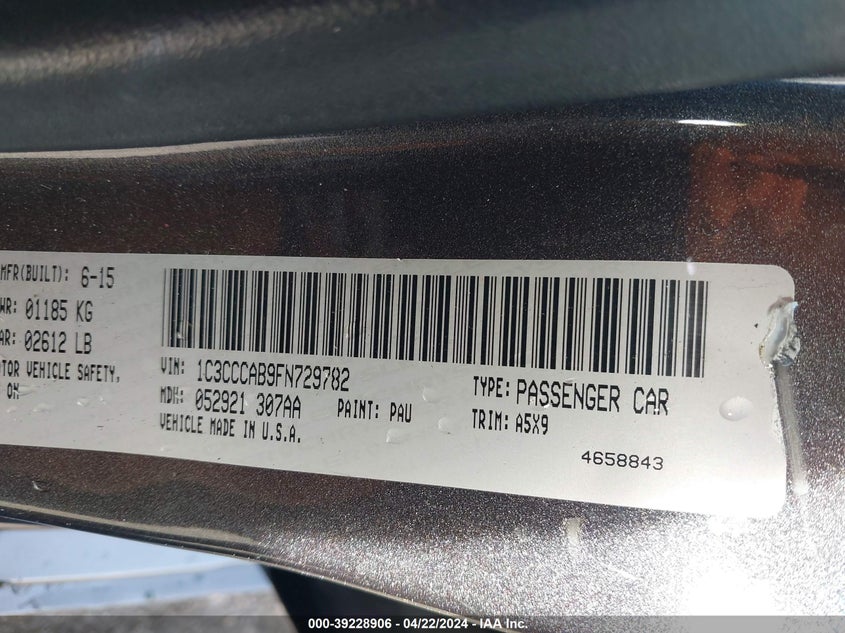 MFR(BUILT): 6-15
WR: 01185 KG
AR: 02612 LB
TOR VEHICLE SAFETY,
ON
VIN: 1C3CCCAB9FN729782
MDH: 052921 307AA
PAINT: PAU
VEHICLE MADE IN U.S.A.
TYPE: PASSENGER CAR
TRIM: A5X9
4658843
000-39228906 - 04/22/2024 - IAA Inc.